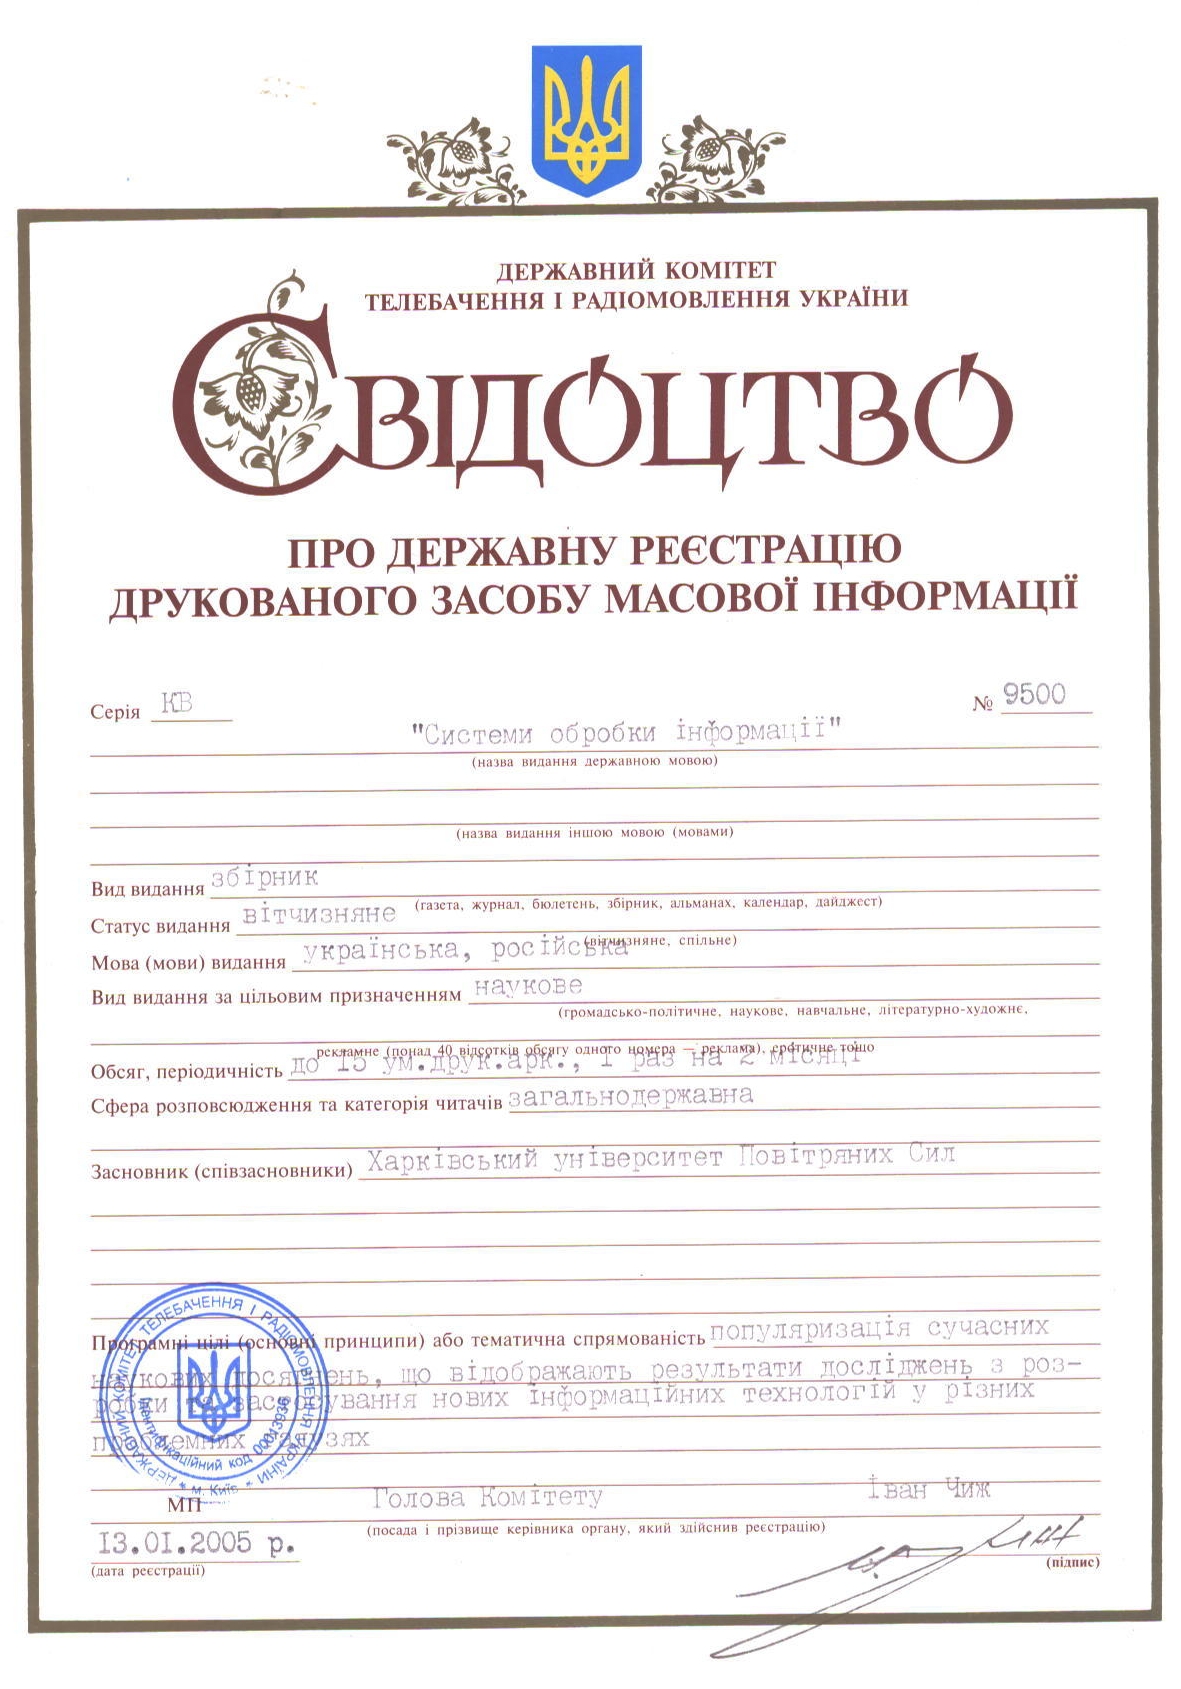 ДЕРЖАВНИЙ КОМІТЕТ
ТЕЛЕБАЧЕННЯ І РАДІОМОВЛЕННЯ УКРАЇНИ
СВІДОЦТВО
ПРО ДЕРЖАВНУ РЕЄСТРАЦІЮ
ДРУКОВАНОГО ЗАСОБУ МАСОВОЇ ІНФОРМАЦІЇ
Серія КВ № 9500
"Системи обробки інформації"
(назва видання державною мовою)
(назва видання іншою мовою (мовами)
Вид видання збірник
(газета, журнал, бюлетень, збірник, альманах, календар, дайджест)
Статус видання вітчизняне
(вітчизняне, спільне)
Мова (мови) видання українська, російська
Вид видання за цільовим призначенням наукове
(громадсько-політичне, наукове, навчальне, літературно-художнє,
рекламне (понад 40 відсотків обсягу одного номера — реклама), еротичне тощо
Обсяг, періодичність до 15 ум.друк.арк., 1 раз на 2 місяці
Сфера розповсюдження та категорія читачів загальнодержавна
Засновник (співзасновники) Харківський університет Повітряних Сил
Програмні цілі (основні принципи) або тематична спрямованість популяризація сучасних
наукових досягнень, що відображають результати досліджень з роз-
робки та застосування нових інформаційних технологій у різних
проблемних галузях
ДЕРЖАВНИЙ КОМІТЕТ ТЕЛЕБАЧЕННЯ І РАДІОМОВЛЕННЯ УКРАЇНИ
* м. Київ *
Ідентифікаційний код 00013936
МП Голова Комітету Іван Чиж
(посада і прізвище керівника органу, який здійснив реєстрацію)
13.01.2005 р.
(підпис)
(дата реєстрації)